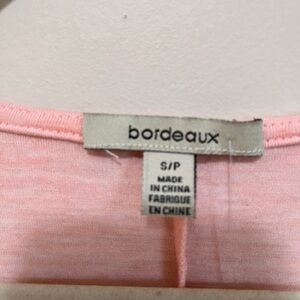 bordeaux
S/P
MADE
IN CHINA
FABRIQUE
EN CHINE